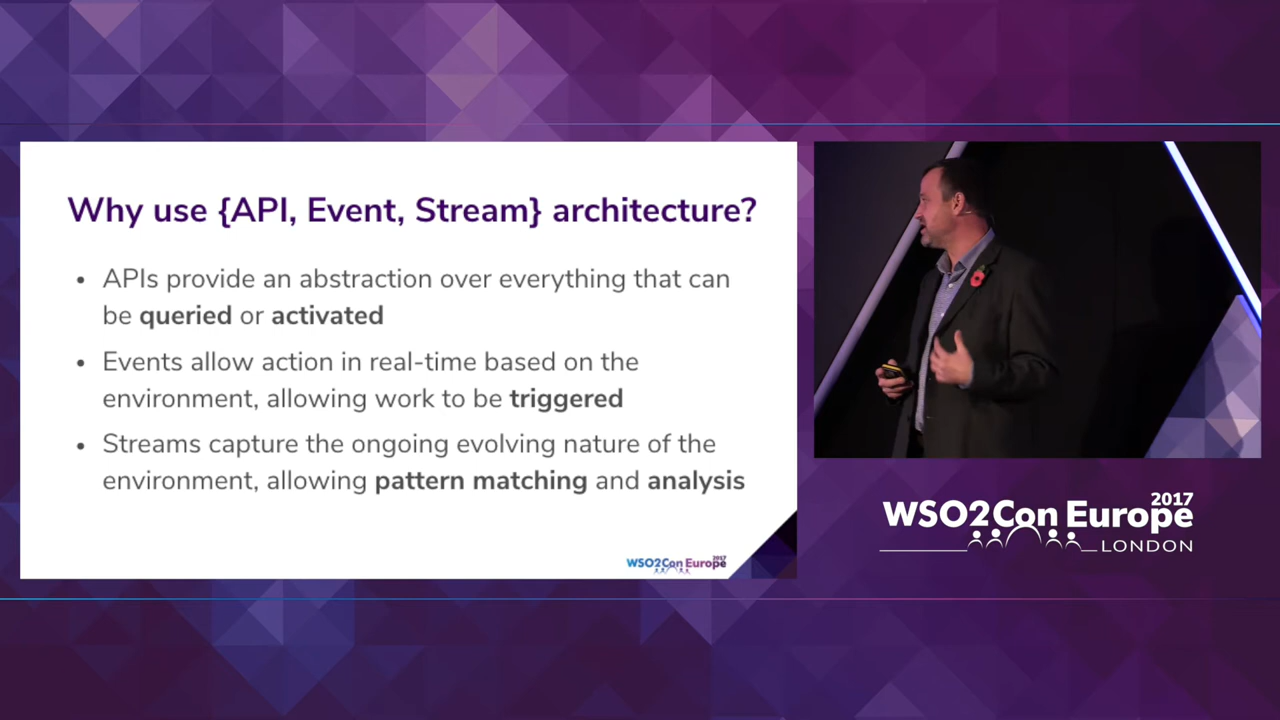 Why use {API, Event, Stream} architecture?
• APIs provide an abstraction over everything that can
be queried or activated
• Events allow action in real-time based on the
environment, allowing work to be triggered
• Streams capture the ongoing evolving nature of the
environment, allowing pattern matching and analysis
WSO2Con Europe 2017
WSO2Con Europe 2017
LONDON